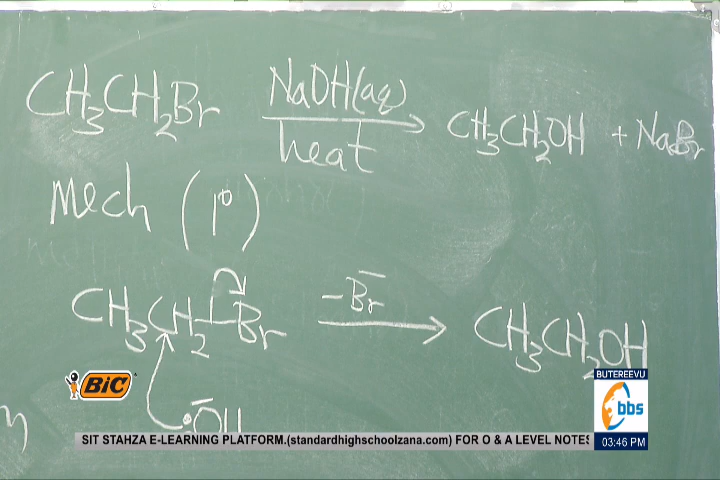 CH₃CH₂Br NaOH(aq) heat CH₃CH₂OH + NaBr
Mech (1°)
CH₃CH₂–Br –Br⁻ CH₃CH₂OH
:ŌH
BiC
BUTEREEVU
bbs
SIT STAHZA E-LEARNING PLATFORM.(standardhighschoolzana.com) FOR O & A LEVEL NOTES
03:46 PM